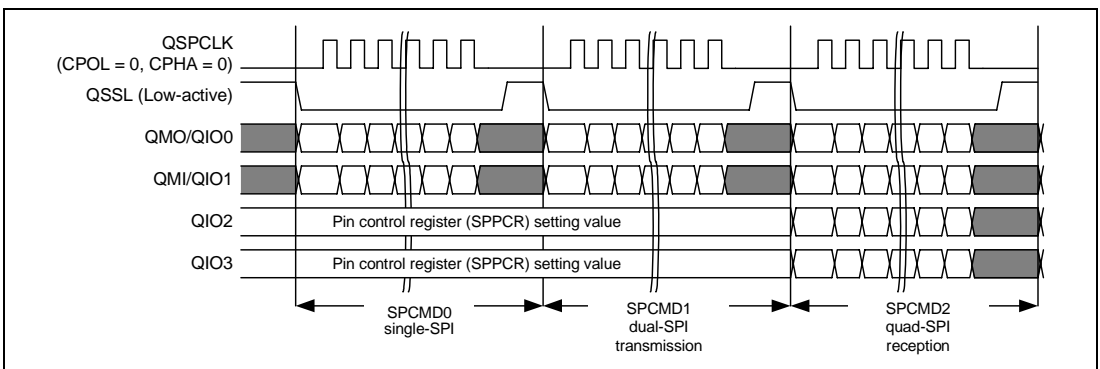 QSPCLK
(CPOL = 0, CPHA = 0)
QSSL (Low-active)
QMO/QIO0
QMI/QIO1
QIO2
Pin control register (SPPCR) setting value
QIO3
Pin control register (SPPCR) setting value
SPCMD0
single-SPI
SPCMD1
dual-SPI
transmission
SPCMD2
quad-SPI
reception